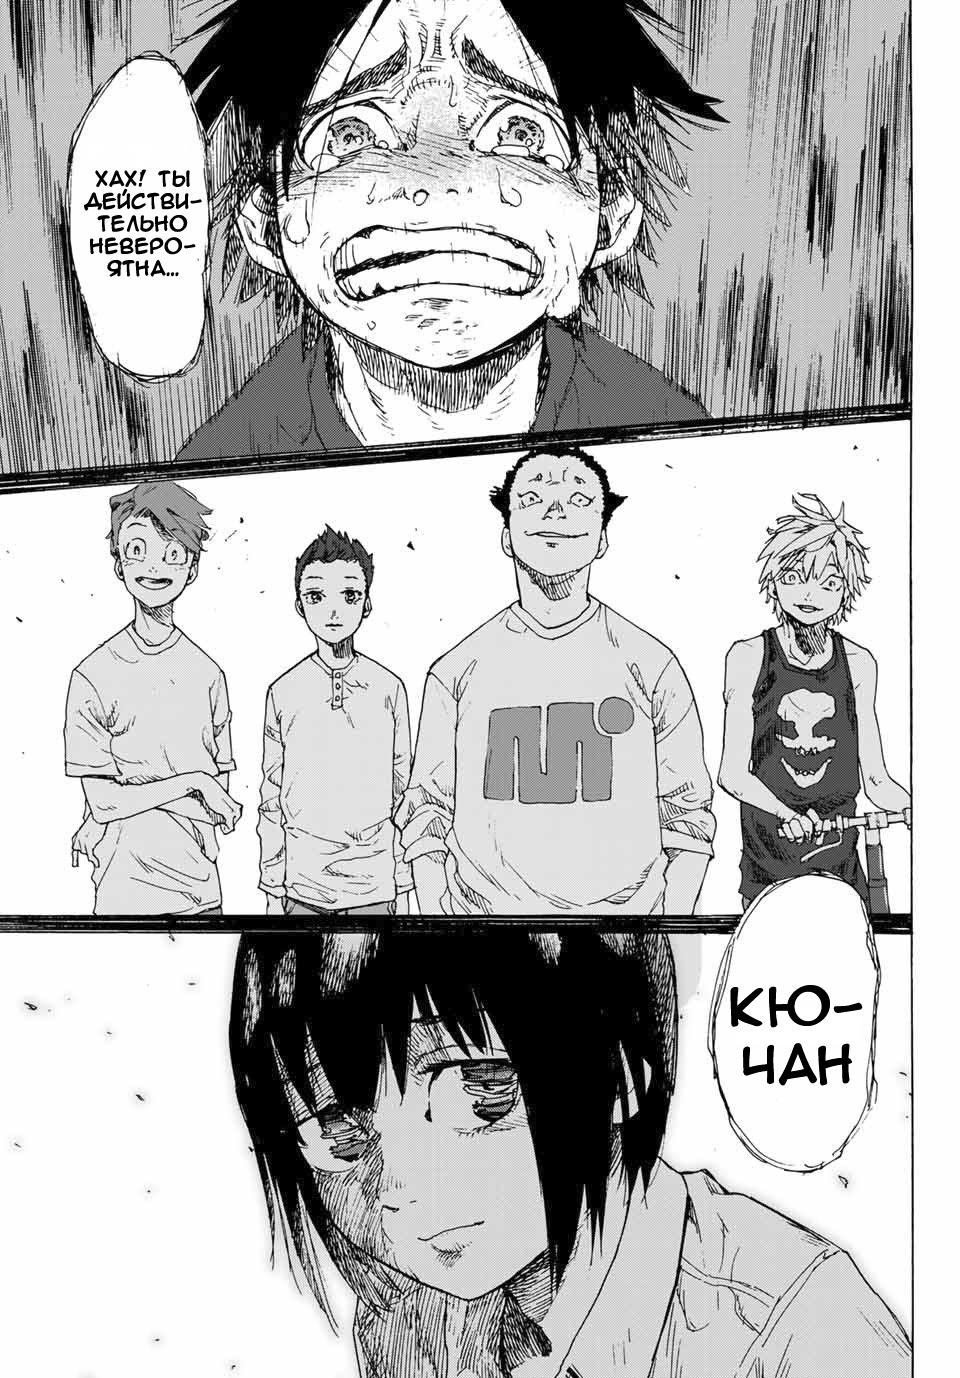 ХАХ! ТЫ
ДЕЙСТВИ-
ТЕЛЬНО
НЕВЕРО-
ЯТНА...
КЮ-
ЧАН